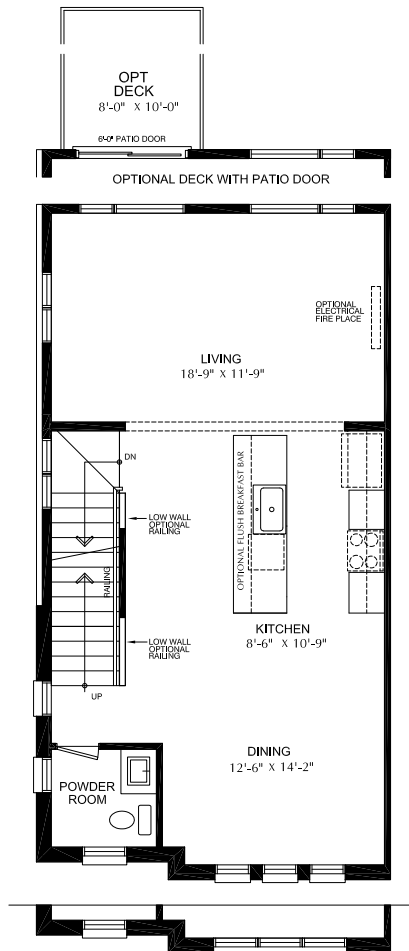 OPT
DECK
8'-0" X 10'-0"
6'-0" PATIO DOOR
OPTIONAL DECK WITH PATIO DOOR
OPTIONAL
ELECTRICAL
FIRE PLACE
LIVING
18'-9" X 11'-9"
DN
OPTIONAL FLUSH BREAKFAST BAR
LOW WALL
OPTIONAL
RAILING
RAILING
KITCHEN
8'-6" X 10'-9"
LOW WALL
OPTIONAL
RAILING
UP
DINING
12'-6" X 14'-2"
POWDER
ROOM